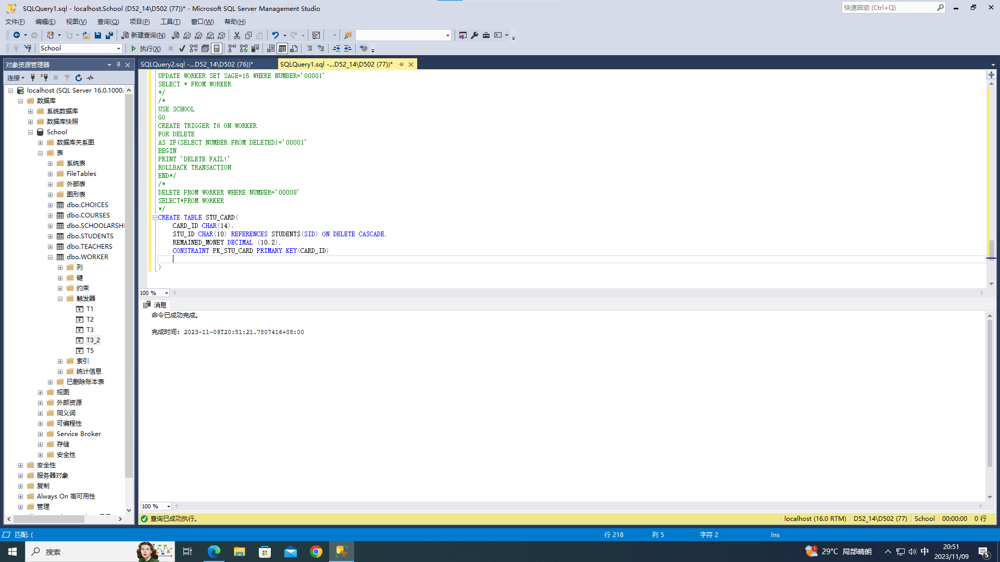 SQLQuery1.sql - localhost.School (D52_14\D502 (77))* - Microsoft SQL Server Management Studio
快速启动 (Ctrl+Q)
文件(F) 编辑(E) 视图(V) 查询(Q) 项目(P) 工具(T) 窗口(W) 帮助(H)
新建查询(N)
MDX DMX XMLA DAX
School
执行(X)
对象资源管理器
SQLQuery2.sql -...D52_14\D502 (76))*
SQLQuery1.sql -...D52_14\D502 (77))*
连接
localhost (SQL Server 16.0.1000.
数据库
系统数据库
数据库快照
School
数据库关系图
表
系统表
FileTables
外部表
图形表
dbo.CHOICES
dbo.COURSES
dbo.SCHOOLARSHI
dbo.STUDENTS
dbo.TEACHERS
dbo.WORKER
列
键
约束
触发器
T1
T2
T3
T3_2
T5
索引
统计信息
已删除账本表
视图
外部资源
同义词
可编程性
Service Broker
存储
安全性
安全性
服务器对象
复制
Always On 高可用性
管理
UPDATE WORKER SET SAGE=15 WHERE NUMBER='00001'
SELECT * FROM WORKER
*/
/*
USE SCHOOL
GO
CREATE TRIGGER T6 ON WORKER
FOR DELETE
AS IF(SELECT NUMBER FROM DELETED)='00001'
BEGIN
PRINT 'DELETE FAIL!'
ROLLBACK TRANSACTION
END*/
/*
DELETE FROM WORKER WHERE NUMBER='00008'
SELECT*FROM WORKER
*/
CREATE TABLE STU_CARD(
CARD_ID CHAR(14),
STU_ID CHAR(10) REFERENCES STUDENTS(SID) ON DELETE CASCADE,
REMAINED_MONEY DECIMAL (10,2),
CONSTRAINT PK_STU_CARD PRIMARY KEY(CARD_ID)
)
100 %
消息
命令已成功完成。
完成时间: 2023-11-09T20:51:21.7807416+08:00
100 %
查询已成功执行。
localhost (16.0 RTM) D52_14\D502 (77) School 00:00:00 0 行
匹配: (
行 218 列 5 字符 2 Ins
搜索
1
29°C 局部晴朗
中
20:51
2023/11/09
5